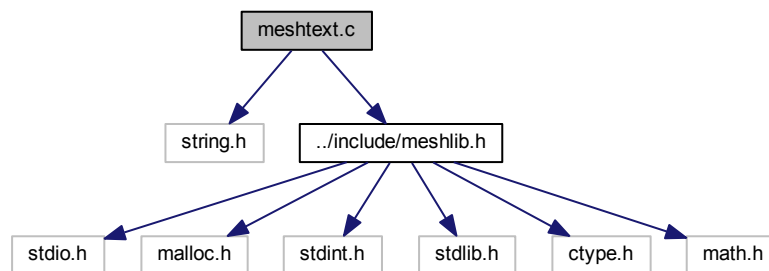 meshtext.c
string.h
../include/meshlib.h
stdio.h
malloc.h
stdint.h
stdlib.h
ctype.h
math.h